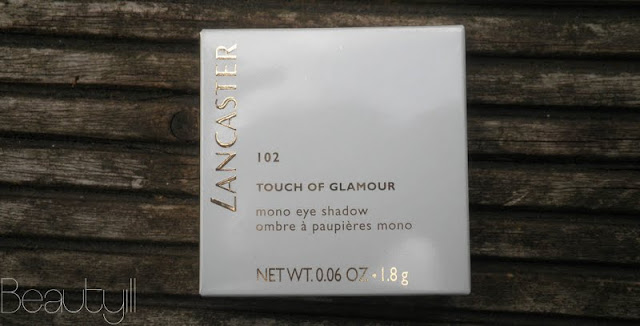 LANCASTER
102
TOUCH OF GLAMOUR
mono eye shadow
ombre à paupières mono
NET WT. 0.06 OZ • 1.8 g
Beautyill